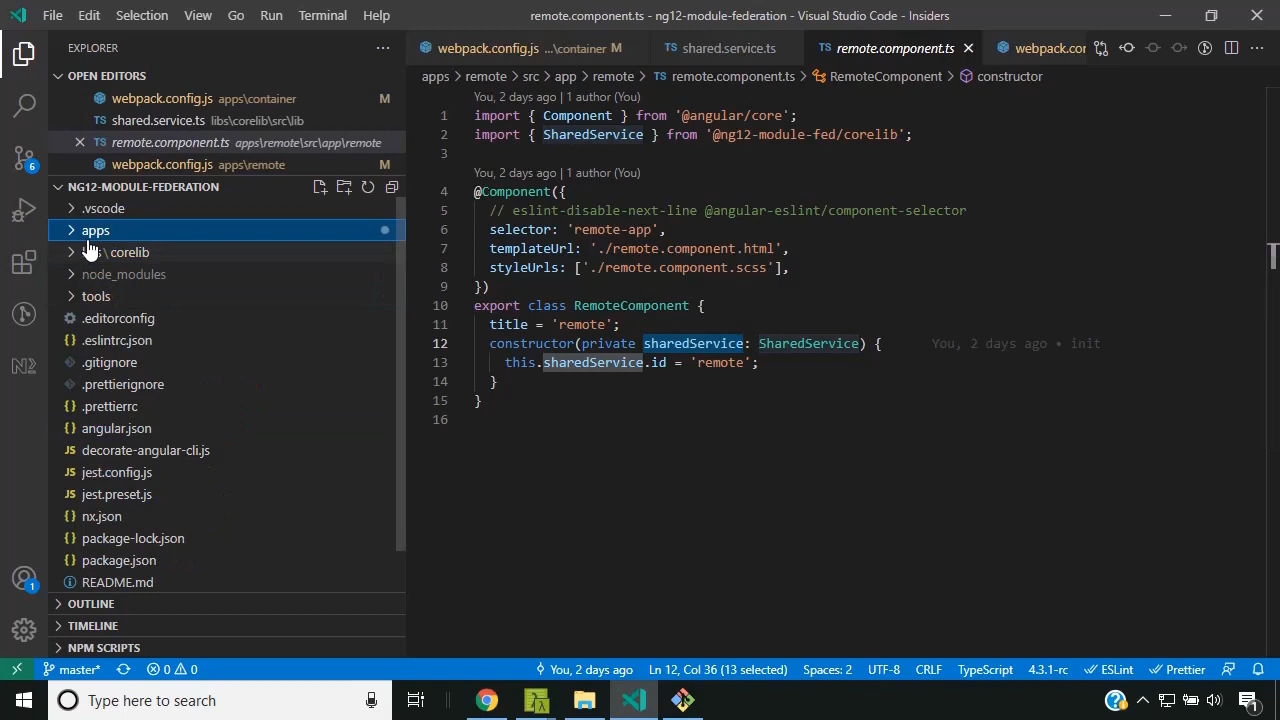 File Edit Selection View Go Run Terminal Help
remote.component.ts - ng12-module-federation - Visual Studio Code - Insiders
EXPLORER
OPEN EDITORS
webpack.config.js apps\container M
shared.service.ts libs\corelib\src\lib
remote.component.ts apps\remote\src\app\remote
webpack.config.js apps\remote M
NG12-MODULE-FEDERATION
.vscode
apps
\ corelib
node_modules
tools
.editorconfig
.eslintrc.json
.gitignore
.prettierignore
.prettierrc
angular.json
decorate-angular-cli.js
jest.config.js
jest.preset.js
nx.json
package-lock.json
package.json
README.md
OUTLINE
TIMELINE
NPM SCRIPTS
6
1
webpack.config.js ...\container M
TS shared.service.ts
TS remote.component.ts
webpack.cor
apps > remote > src > app > remote > TS remote.component.ts > RemoteComponent > constructor
You, 2 days ago | 1 author (You)
1 import { Component } from '@angular/core';
2 import { SharedService } from '@ng12-module-fed/corelib';
3
You, 2 days ago | 1 author (You)
4 @Component({
5 // eslint-disable-next-line @angular-eslint/component-selector
6 selector: 'remote-app',
7 templateUrl: './remote.component.html',
8 styleUrls: ['./remote.component.scss'],
9 })
10 export class RemoteComponent {
11 title = 'remote';
12 constructor(private sharedService: SharedService) { You, 2 days ago • init
13 this.sharedService.id = 'remote';
14 }
15 }
16
master* 0 0 You, 2 days ago Ln 12, Col 36 (13 selected) Spaces: 2 UTF-8 CRLF TypeScript 4.3.1-rc ESLint Prettier
Type here to search
1